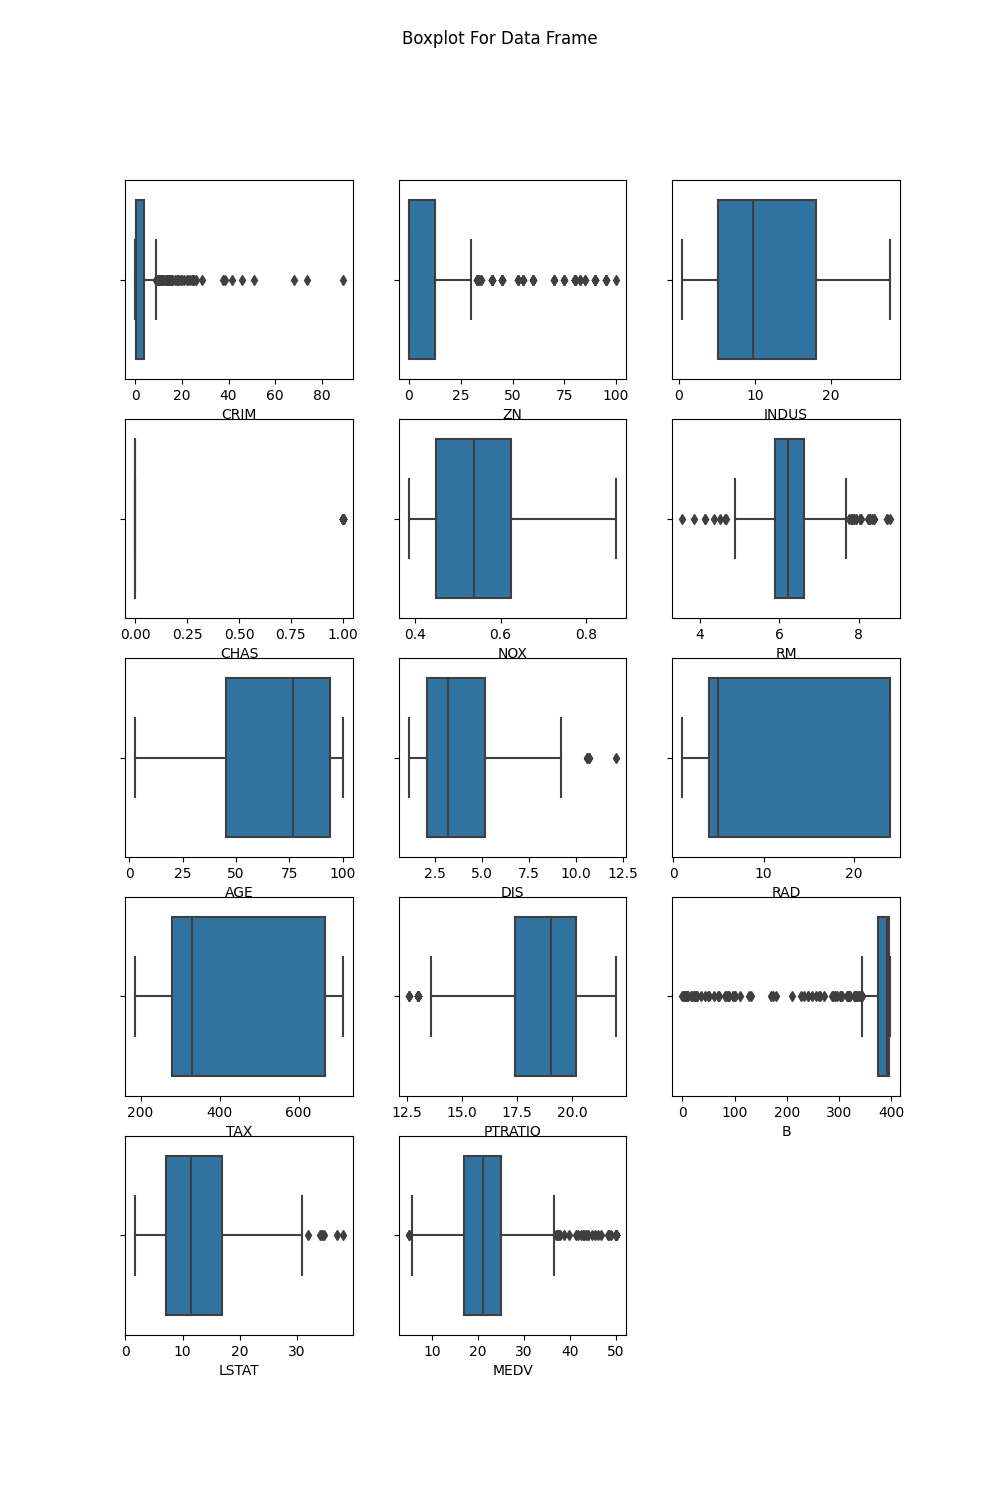 Boxplot For Data Frame
0 20 40 60 80 0 25 50 75 100 0 10 20
CRIM ZN INDUS
0.00 0.25 0.50 0.75 1.00 0.4 0.6 0.8 4 6 8
CHAS NOX RM
0 25 50 75 100 2.5 5.0 7.5 10.0 12.5 0 10 20
AGE DIS RAD
200 400 600 12.5 15.0 17.5 20.0 0 100 200 300 400
TAX PTRATIO B
0 10 20 30 10 20 30 40 50
LSTAT MEDV